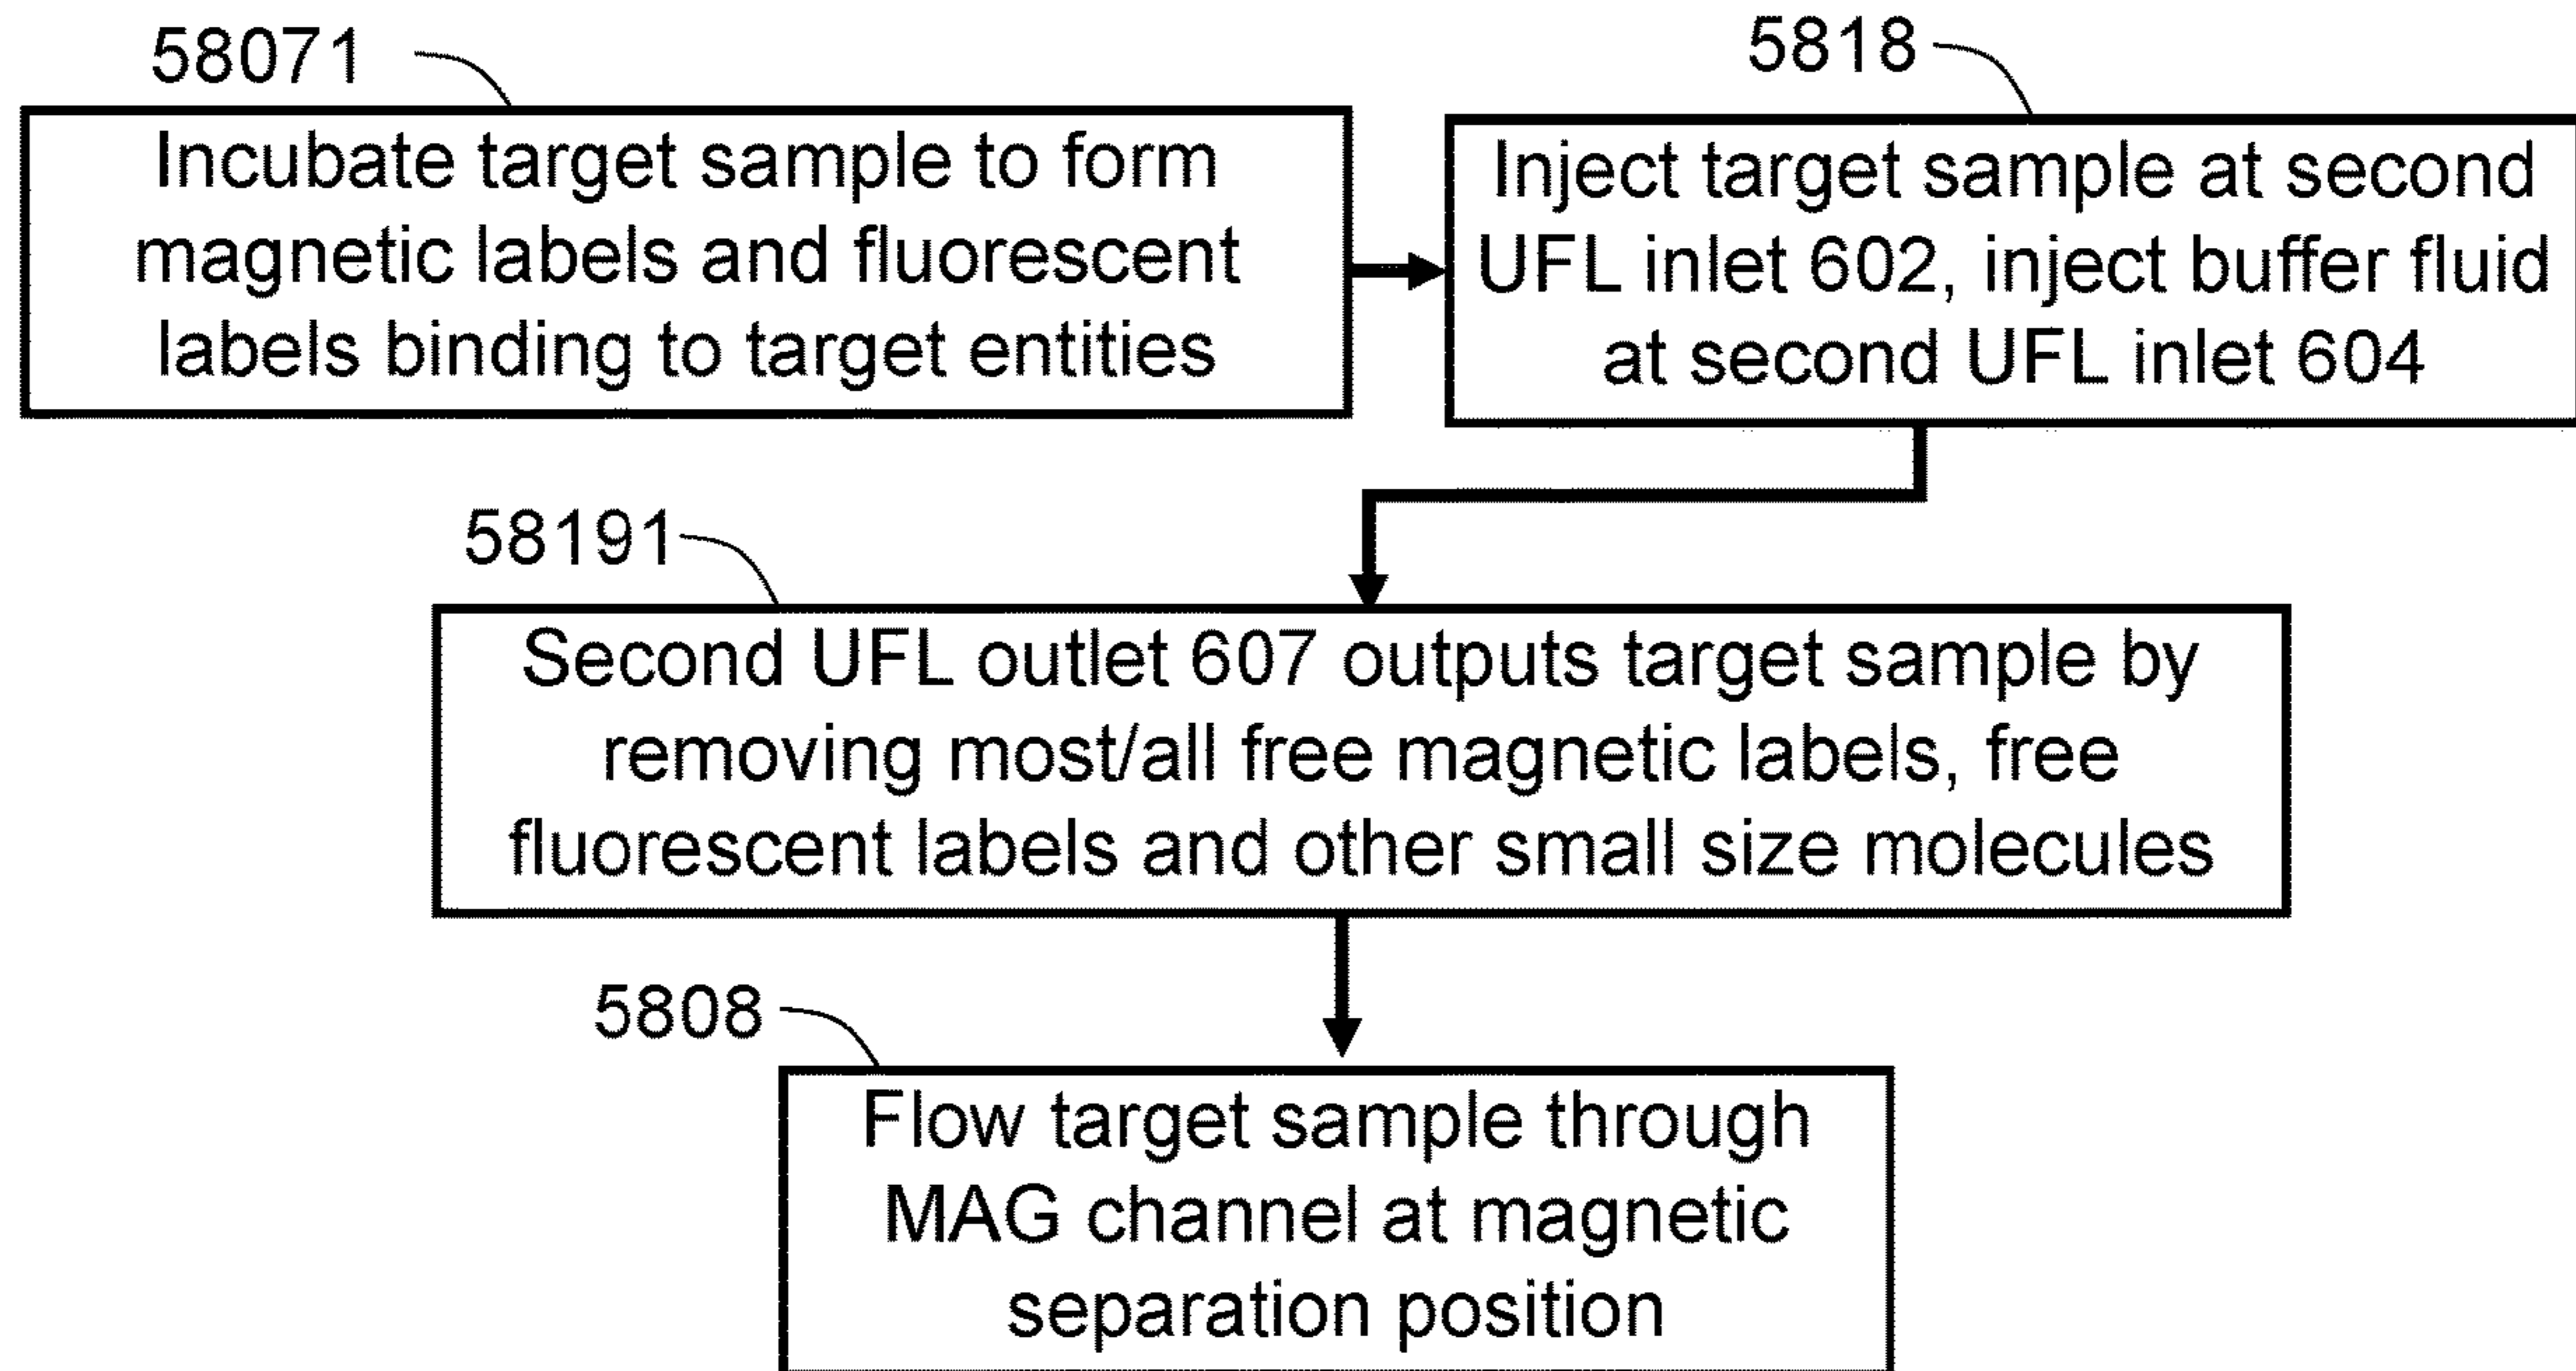 58071
Incubate target sample to form
magnetic labels and fluorescent
labels binding to target entities
5818
Inject target sample at second
UFL inlet 602, inject buffer fluid
at second UFL inlet 604
58191
Second UFL outlet 607 outputs target sample by
removing most/all free magnetic labels, free
fluorescent labels and other small size molecules
5808
Flow target sample through
MAG channel at magnetic
separation position